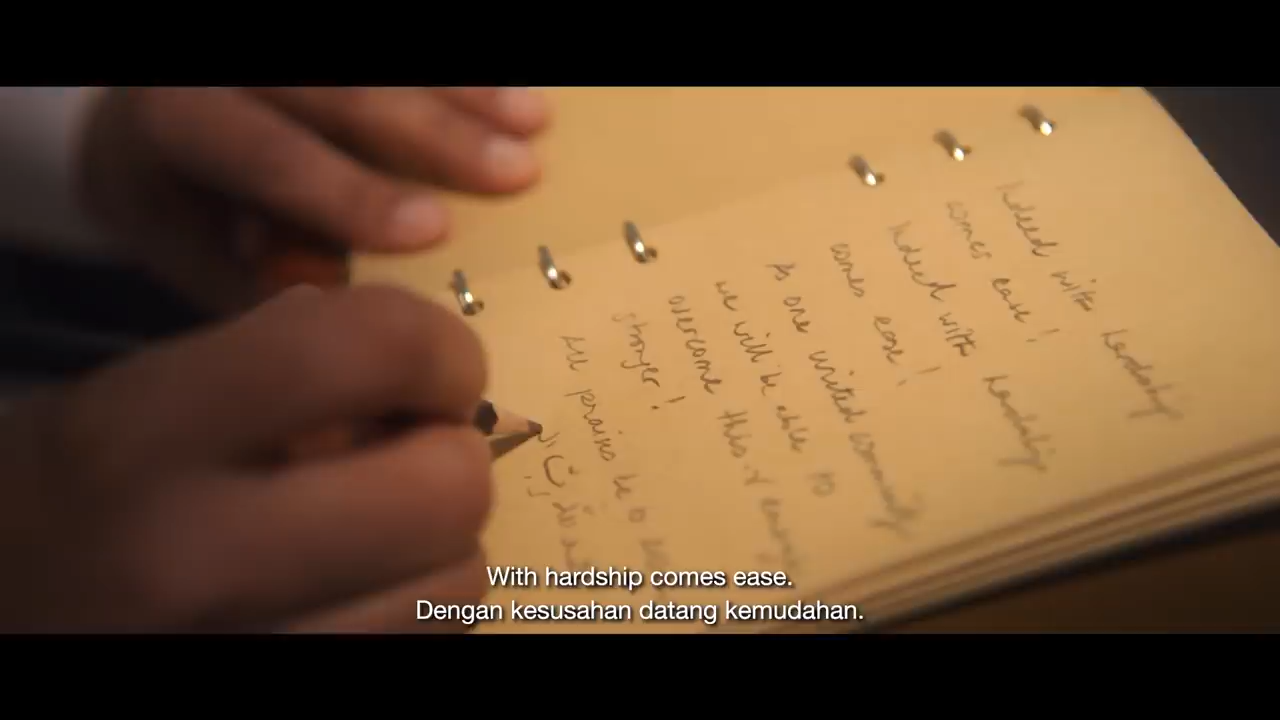 Indeed with hardship
comes ease!
Indeed with hardship
comes ease!
As one united community
we will be able to
overcome this. &
stronger!
All praises be to
With hardship comes ease.
Dengan kesusahan datang kemudahan.